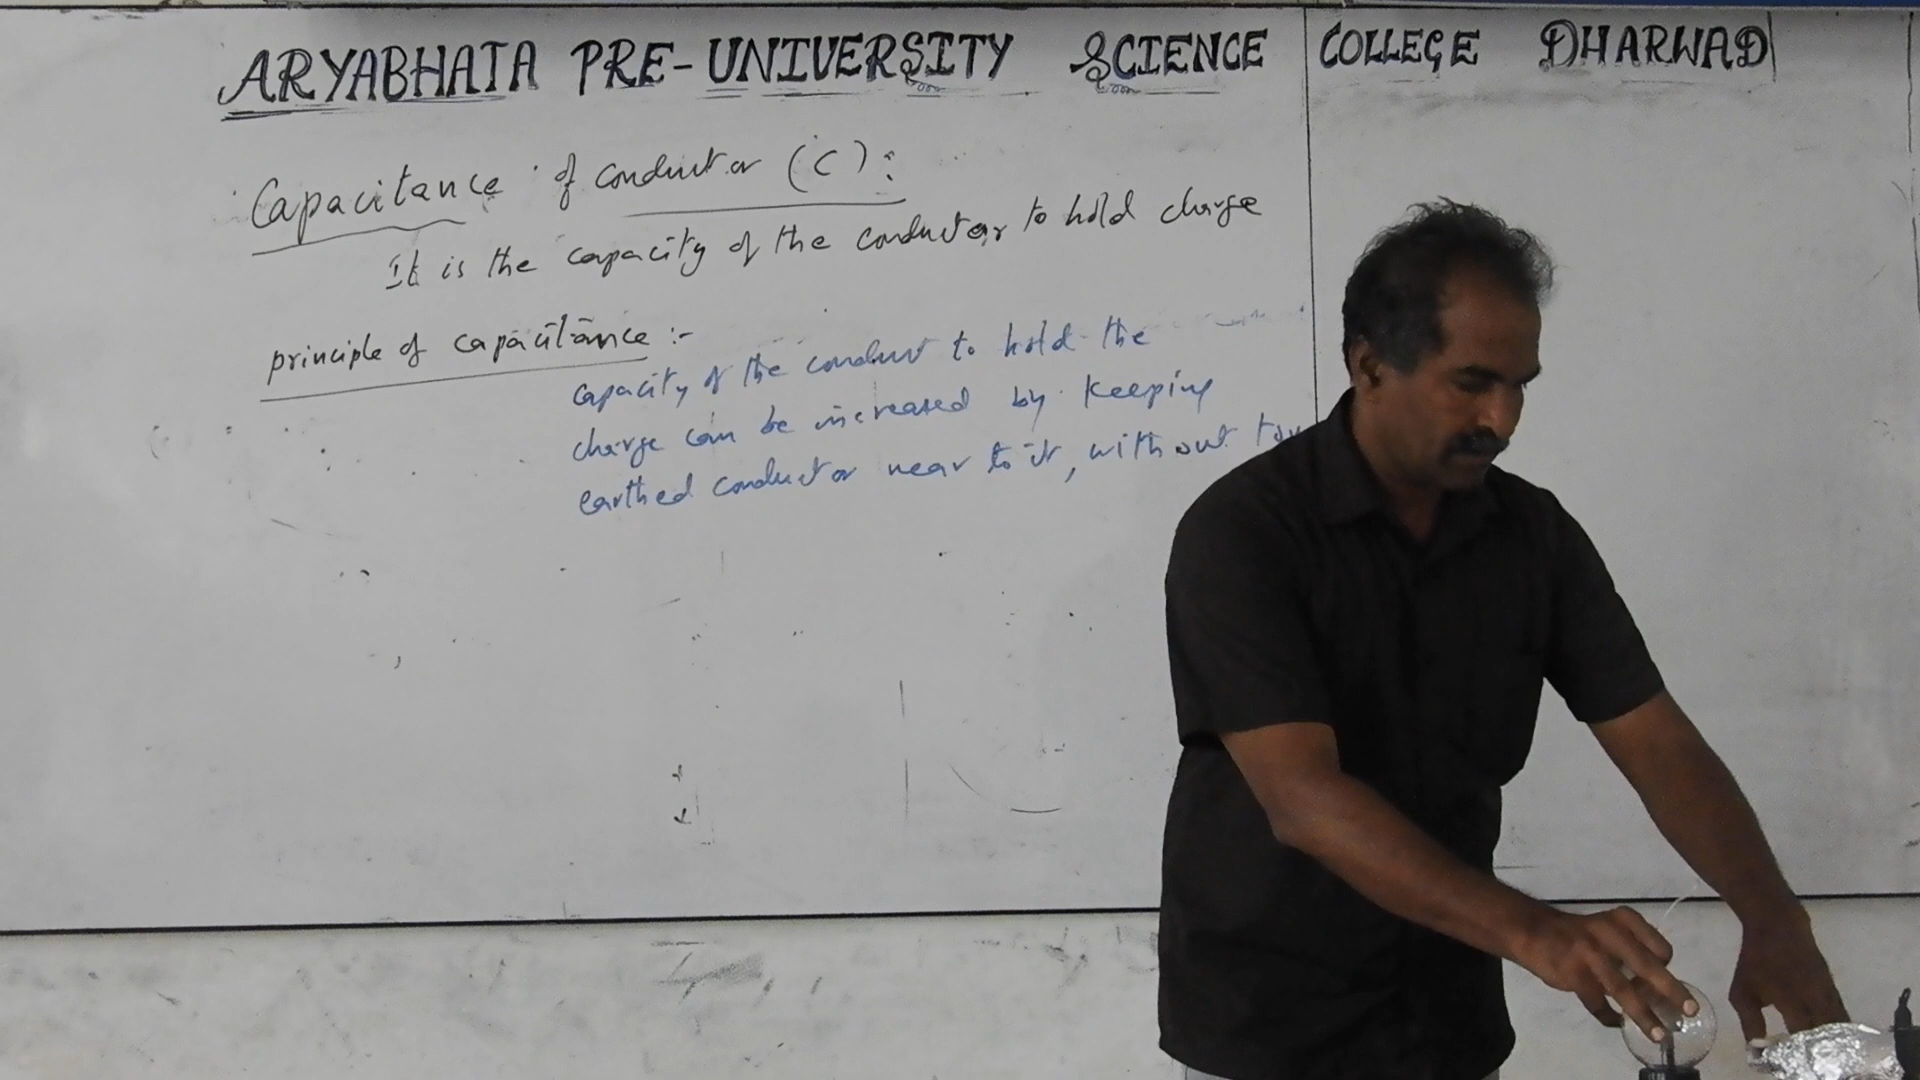 ARYABHATA PRE-UNIVERSITY SCIENCE COLLEGE DHARWAD
Capacitance of conductor (C):
It is the capacity of the conductor to hold charge
principle of capacitance :-
capacity of the conduct to hold the
charge can be increased by keeping
earthed conductor near to it, without